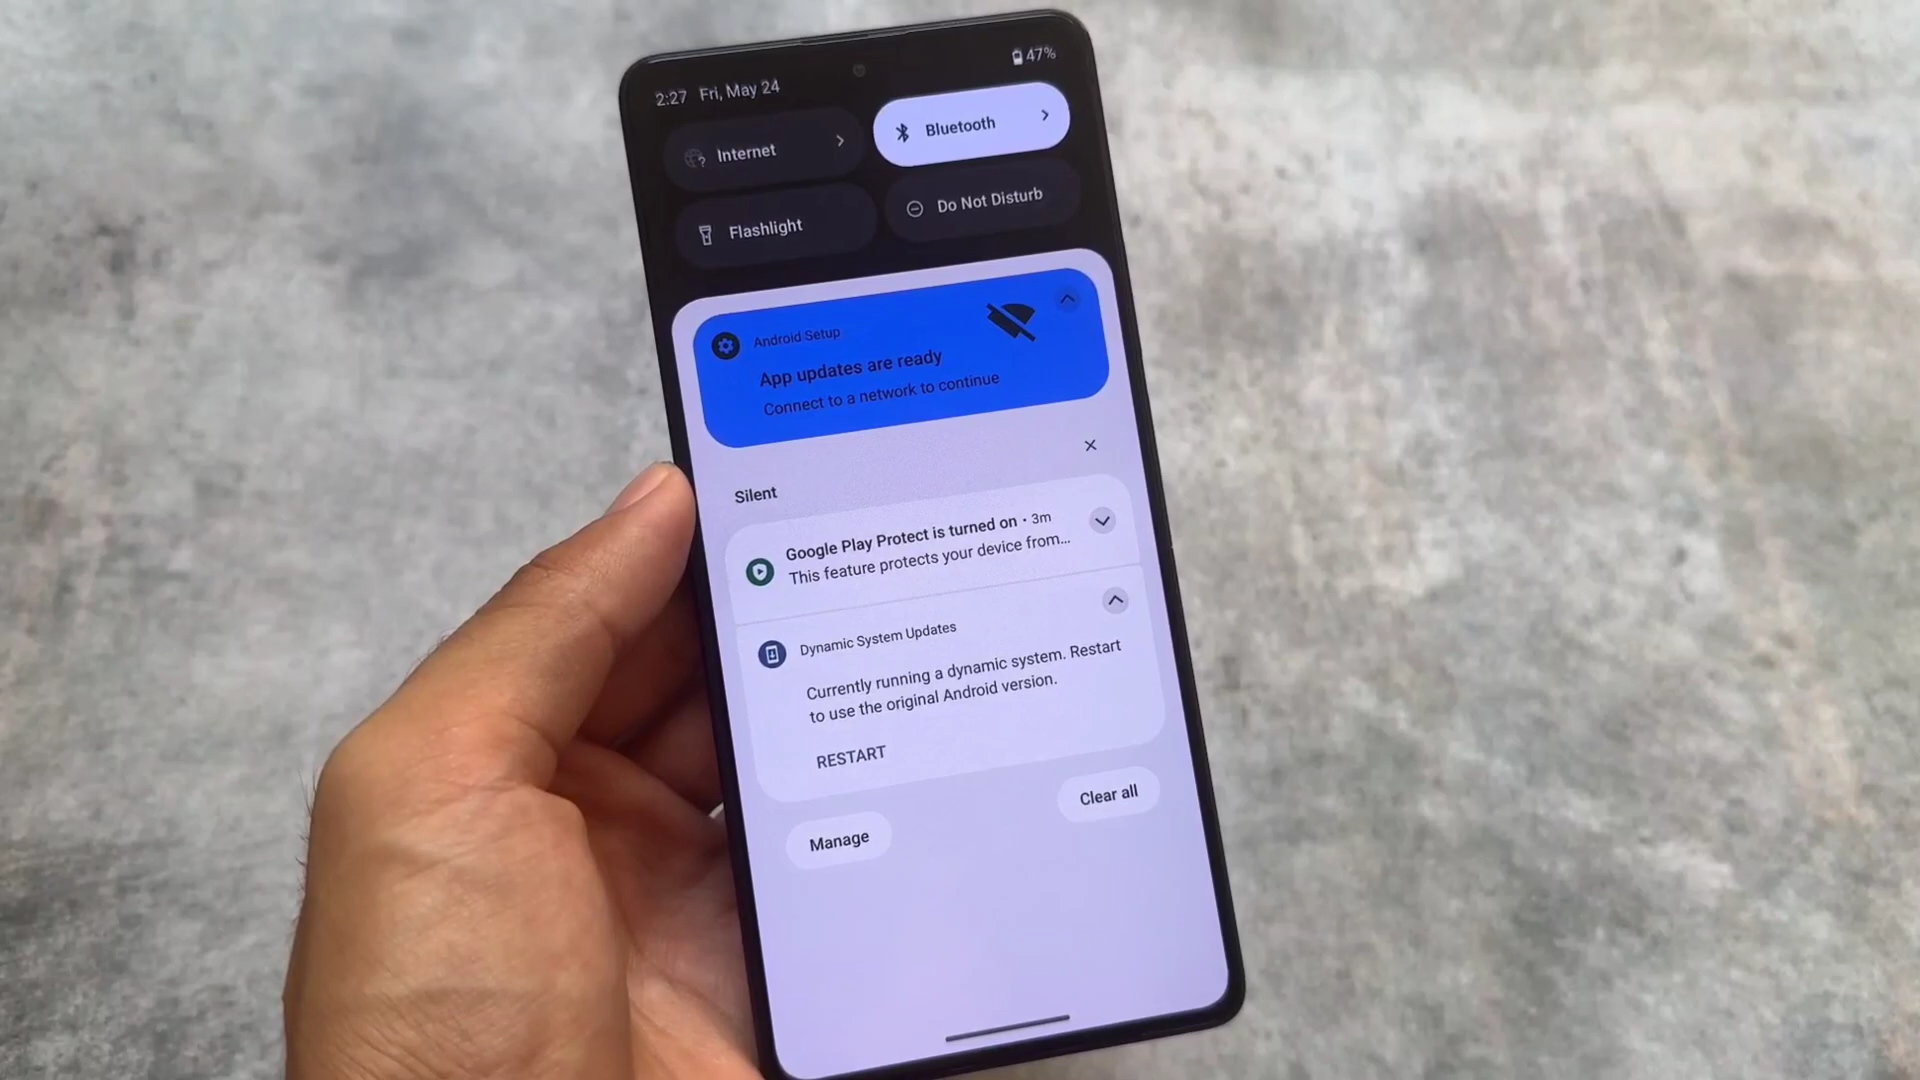 2:27 Fri, May 24
47%
Internet
Bluetooth
Flashlight
Do Not Disturb
Android Setup
App updates are ready
Connect to a network to continue
Silent
Google Play Protect is turned on • 3m
This feature protects your device from...
Dynamic System Updates
Currently running a dynamic system. Restart
to use the original Android version.
RESTART
Manage
Clear all